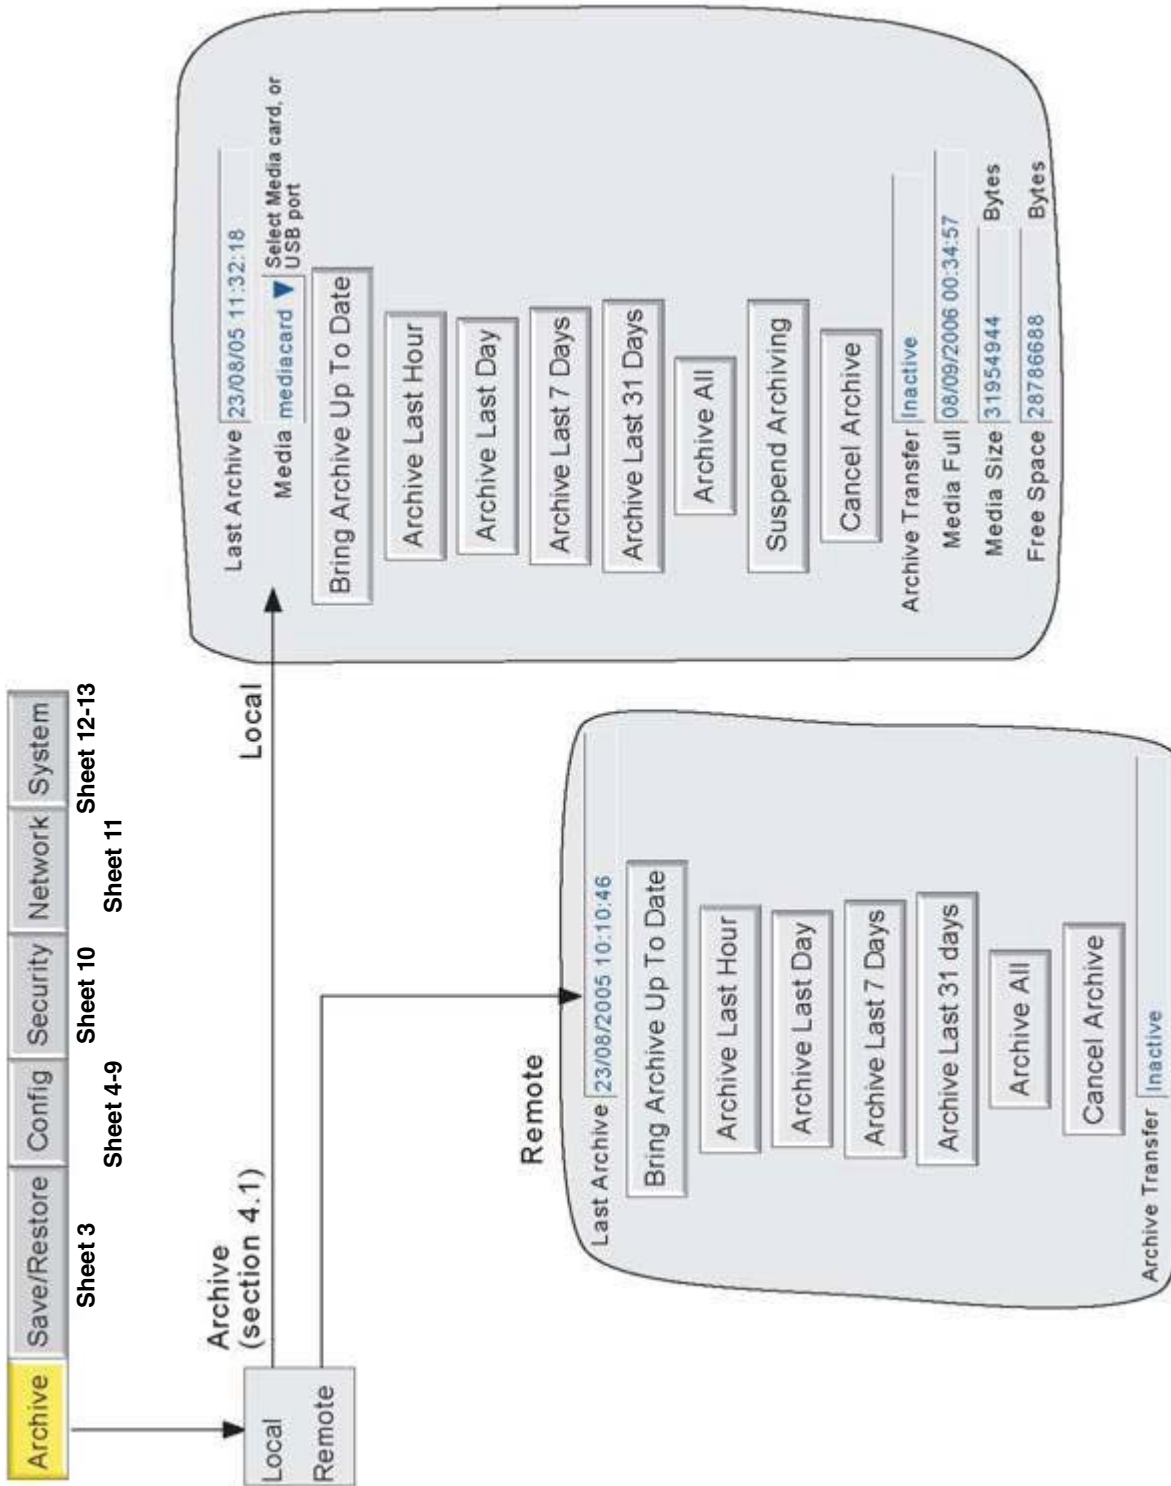 Archive Save/Restore Config Security Network System
Sheet 3 Sheet 4-9 Sheet 10 Sheet 11 Sheet 12-13
Archive
(section 4.1)
Local
Remote
Local
Last Archive 23/08/05 11:32:18
Media mediacard Select Media card, or
USB port
Bring Archive Up To Date
Archive Last Hour
Archive Last Day
Archive Last 7 Days
Archive Last 31 Days
Archive All
Suspend Archiving
Cancel Archive
Archive Transfer Inactive
Media Full 08/09/2006 00:34:57
Media Size 31954944 Bytes
Free Space 28786688 Bytes
Remote
Last Archive 23/08/2005 10:10:46
Bring Archive Up To Date
Archive Last Hour
Archive Last Day
Archive Last 7 Days
Archive Last 31 days
Archive All
Cancel Archive
Archive Transfer Inactive